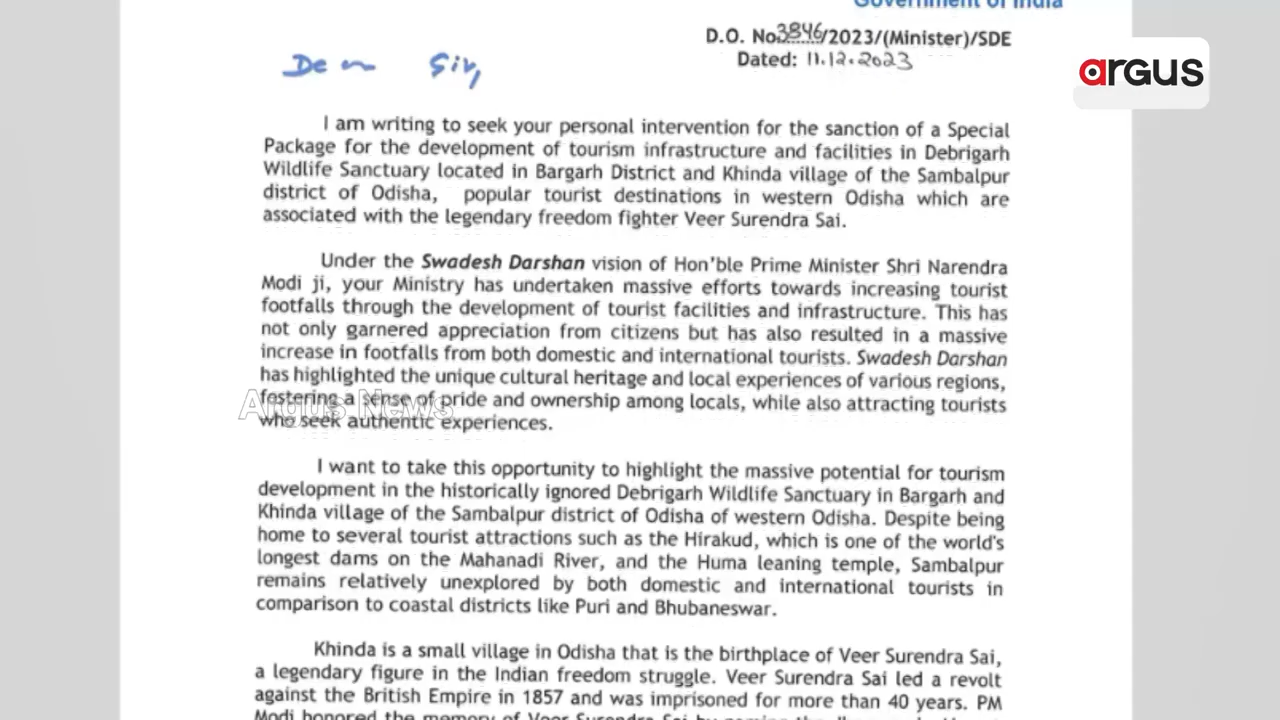 Government of India
D.O. No.3846/2023/(Minister)/SDE
Dated: 11.12.2023
argus
Dear Sir,
I am writing to seek your personal intervention for the sanction of a Special
Package for the development of tourism infrastructure and facilities in Debrigarh
Wildlife Sanctuary located in Bargarh District and Khinda village of the Sambalpur
district of Odisha, popular tourist destinations in western Odisha which are
associated with the legendary freedom fighter Veer Surendra Sai.
Under the Swadesh Darshan vision of Hon'ble Prime Minister Shri Narendra
Modi ji, your Ministry has undertaken massive efforts towards increasing tourist
footfalls through the development of tourist facilities and infrastructure. This has
not only garnered appreciation from citizens but has also resulted in a massive
increase in footfalls from both domestic and international tourists. Swadesh Darshan
has highlighted the unique cultural heritage and local experiences of various regions,
fostering a sense of pride and ownership among locals, while also attracting tourists
who seek authentic experiences.
Argus News
I want to take this opportunity to highlight the massive potential for tourism
development in the historically ignored Debrigarh Wildlife Sanctuary in Bargarh and
Khinda village of the Sambalpur district of Odisha of western Odisha. Despite being
home to several tourist attractions such as the Hirakud, which is one of the world's
longest dams on the Mahanadi River, and the Huma leaning temple, Sambalpur
remains relatively unexplored by both domestic and international tourists in
comparison to coastal districts like Puri and Bhubaneswar.
Khinda is a small village in Odisha that is the birthplace of Veer Surendra Sai,
a legendary figure in the Indian freedom struggle. Veer Surendra Sai led a revolt
against the British Empire in 1857 and was imprisoned for more than 40 years. PM
Modi honored the memory of Veer Surendra Sai by